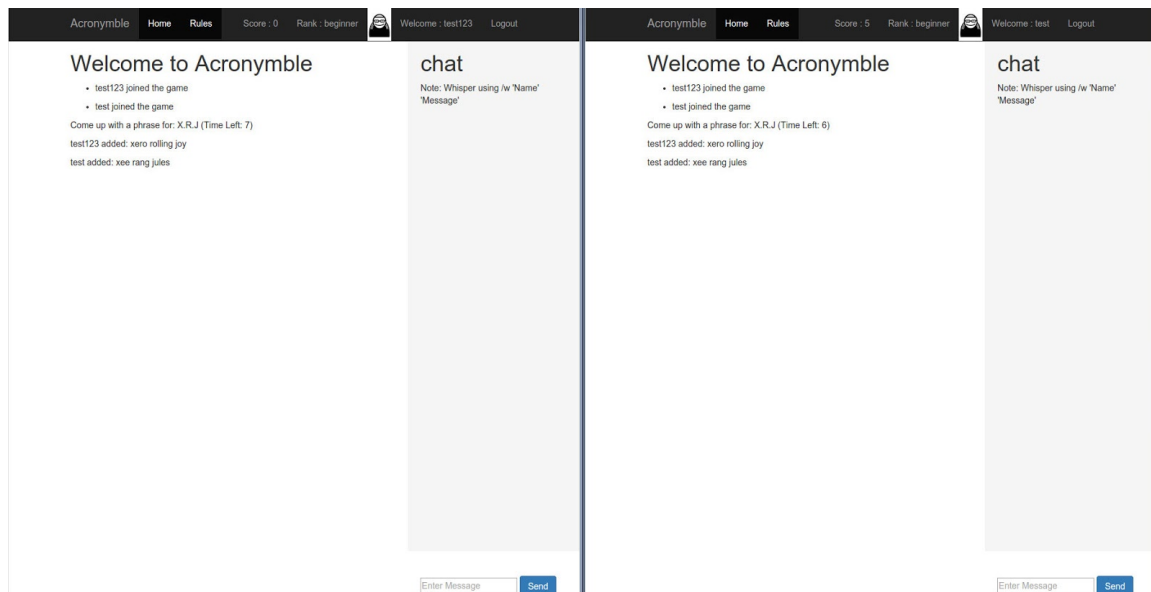 Acronymble Home Rules Score : 0 Rank : beginner Welcome : test123 Logout
Welcome to Acronymble
test123 joined the game
test joined the game
Come up with a phrase for: X.R.J (Time Left: 7)
test123 added: xero rolling joy
test added: xee rang jules
chat
Note: Whisper using /w 'Name'
'Message'
Enter Message Send
Acronymble Home Rules Score : 5 Rank : beginner Welcome : test Logout
Welcome to Acronymble
test123 joined the game
test joined the game
Come up with a phrase for: X.R.J (Time Left: 6)
test123 added: xero rolling joy
test added: xee rang jules
chat
Note: Whisper using /w 'Name'
'Message'
Enter Message Send